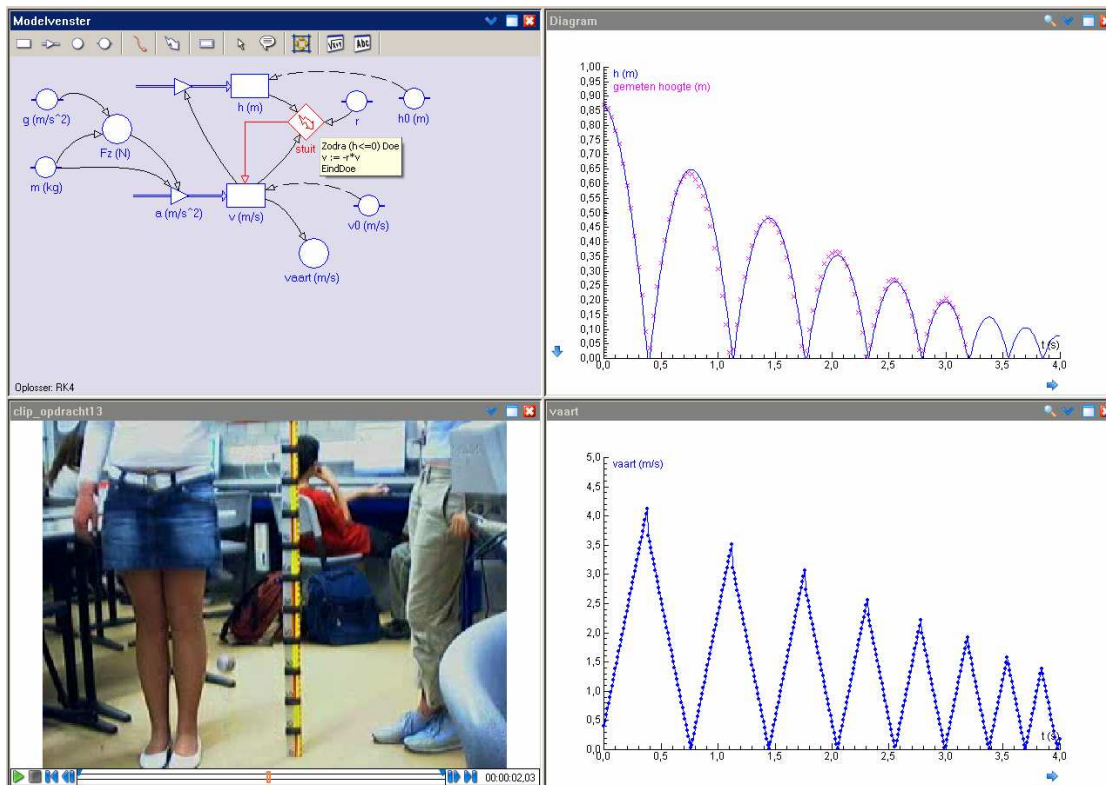 Modelvenster
√x+1
Abc
g (m/s^2)
Fz (N)
m (kg)
a (m/s^2)
h (m)
v (m/s)
stuit
r
h0 (m)
v0 (m/s)
vaart (m/s)
Zodra (h<=0) Doe
v := -r*v
EindDoe
Oplosser: RK4
Diagram
h (m)
gemeten hoogte (m)
1,00
0,95
0,90
0,85
0,80
0,75
0,70
0,65
0,60
0,55
0,50
0,45
0,40
0,35
0,30
0,25
0,20
0,15
0,10
0,05
0,00
0,0 0,5 1,0 1,5 2,0 2,5 3,0 3,5 4,0
t (s)
clip_opdracht13
00:00:02,03
vaart
vaart (m/s)
5,0
4,5
4,0
3,5
3,0
2,5
2,0
1,5
1,0
0,5
0,0
0,0 0,5 1,0 1,5 2,0 2,5 3,0 3,5 4,0
t (s)